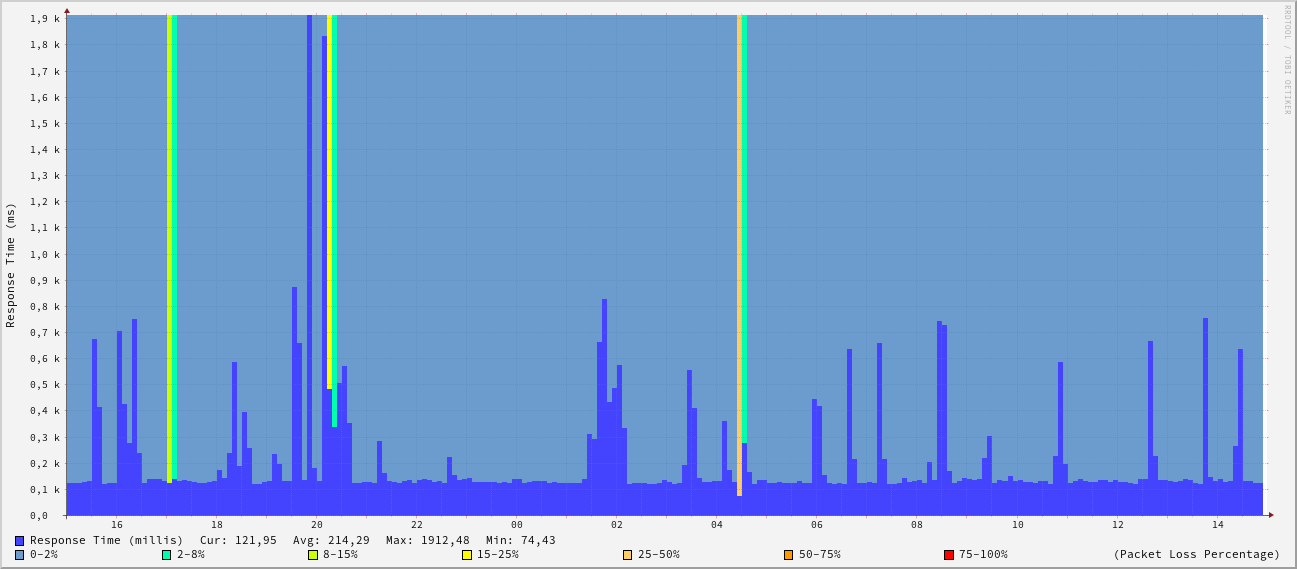 RRDTOOL / TOBI OETIKER
Response Time (ms)
1,9 k
1,8 k
1,7 k
1,6 k
1,5 k
1,4 k
1,3 k
1,2 k
1,1 k
1,0 k
0,9 k
0,8 k
0,7 k
0,6 k
0,5 k
0,4 k
0,3 k
0,2 k
0,1 k
0,0
16 18 20 22 00 02 04 06 08 10 12 14
Response Time (millis) Cur: 121,95 Avg: 214,29 Max: 1912,48 Min: 74,43
0-2% 2-8% 8-15% 15-25% 25-50% 50-75% 75-100% (Packet Loss Percentage)